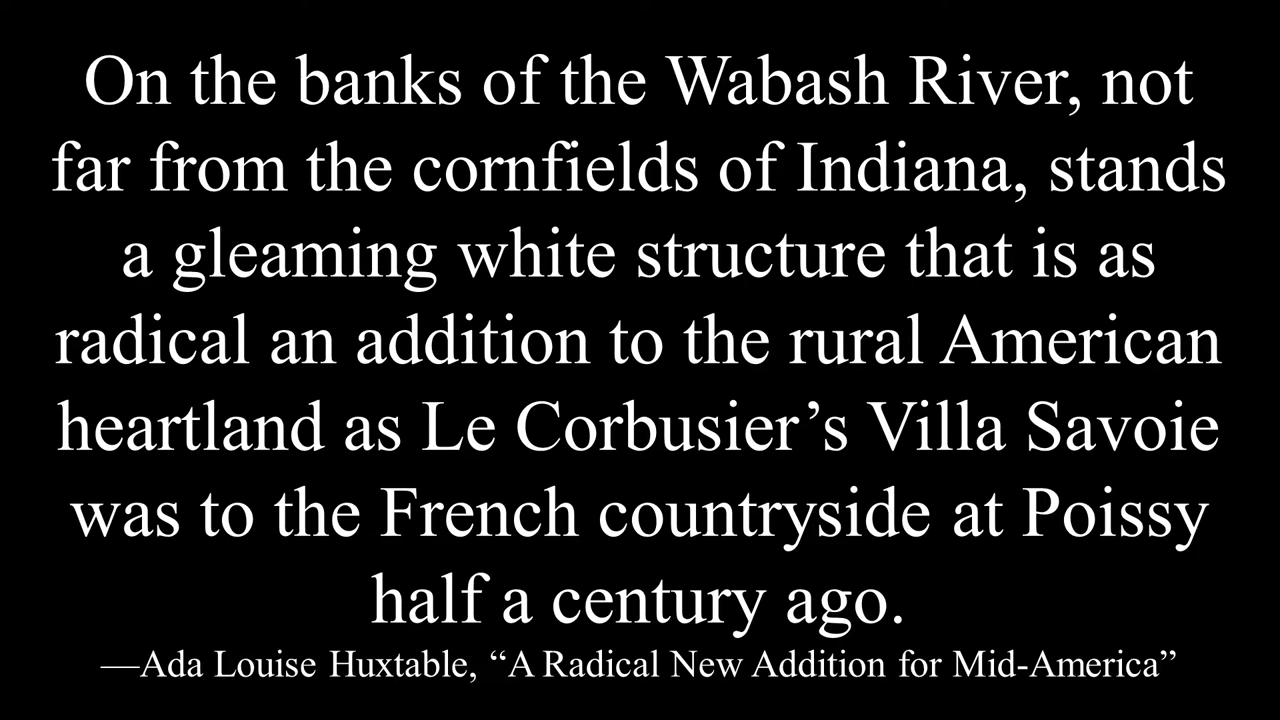 On the banks of the Wabash River, not
far from the cornfields of Indiana, stands
a gleaming white structure that is as
radical an addition to the rural American
heartland as Le Corbusier’s Villa Savoie
was to the French countryside at Poissy
half a century ago.
—Ada Louise Huxtable, “A Radical New Addition for Mid-America”